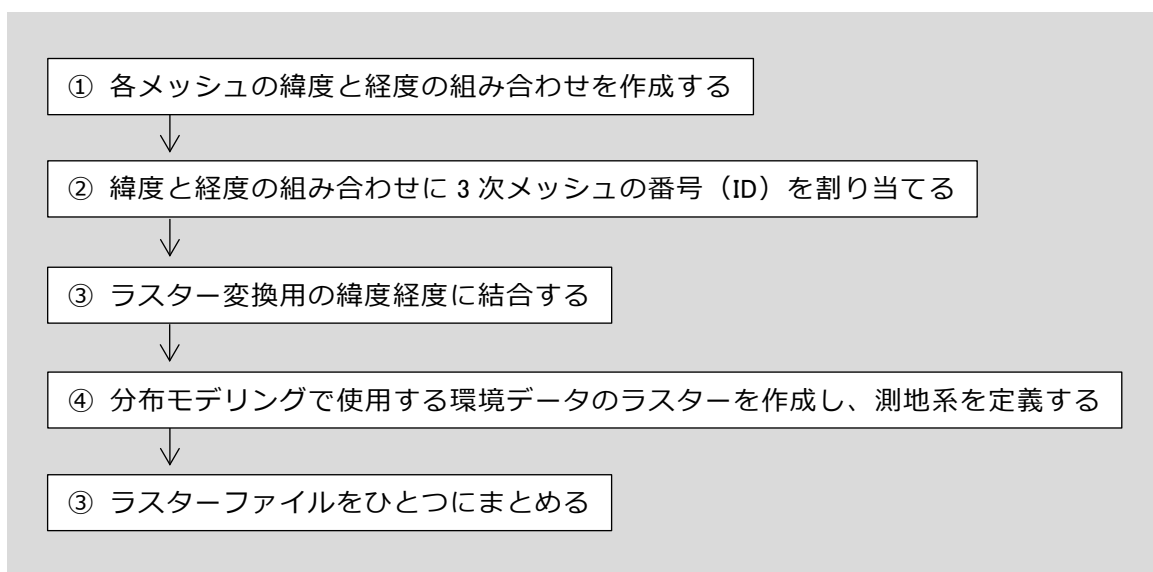 ① 各メッシュの緯度と経度の組み合わせを作成する
② 緯度と経度の組み合わせに 3 次メッシュの番号（ID）を割り当てる
③ ラスター変換用の緯度経度に結合する
④ 分布モデリングで使用する環境データのラスターを作成し、測地系を定義する
③ ラスターファイルをひとつにまとめる